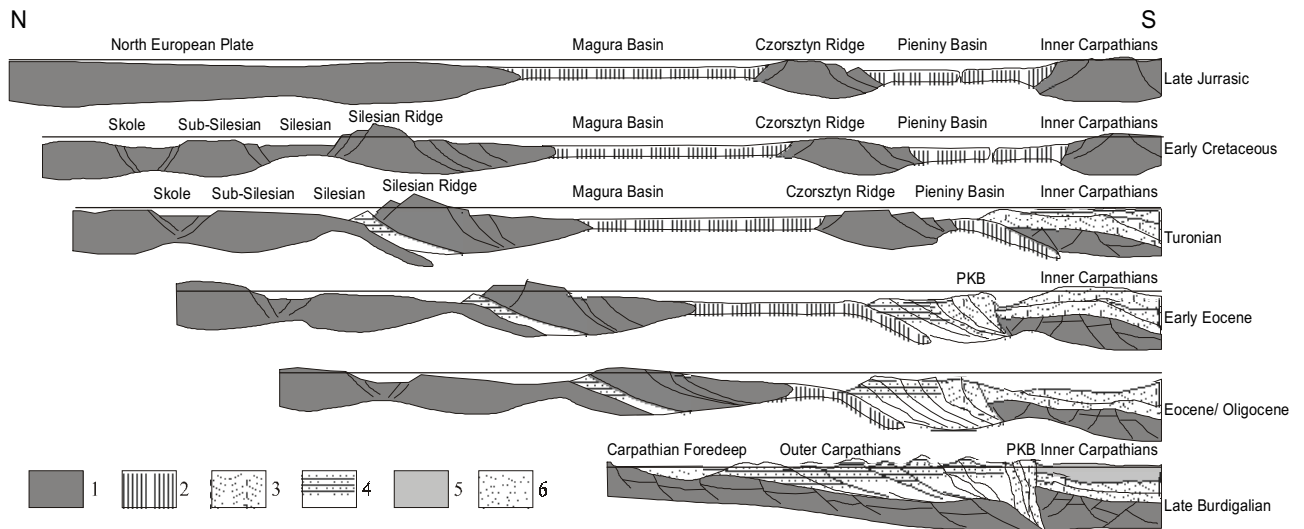 N S
North European Plate Magura Basin Czorsztyn Ridge Pieniny Basin Inner Carpathians
Late Jurrasic
Skole Sub-Silesian Silesian Silesian Ridge Magura Basin Czorsztyn Ridge Pieniny Basin Inner Carpathians
Early Cretaceous
Skole Sub-Silesian Silesian Silesian Ridge Magura Basin Czorsztyn Ridge Pieniny Basin Inner Carpathians
Turonian
PKB Inner Carpathians
Early Eocene
Eocene/ Oligocene
Carpathian Foredeep Outer Carpathians PKB Inner Carpathians
1 2 3 4 5 6
Late Burdigalian